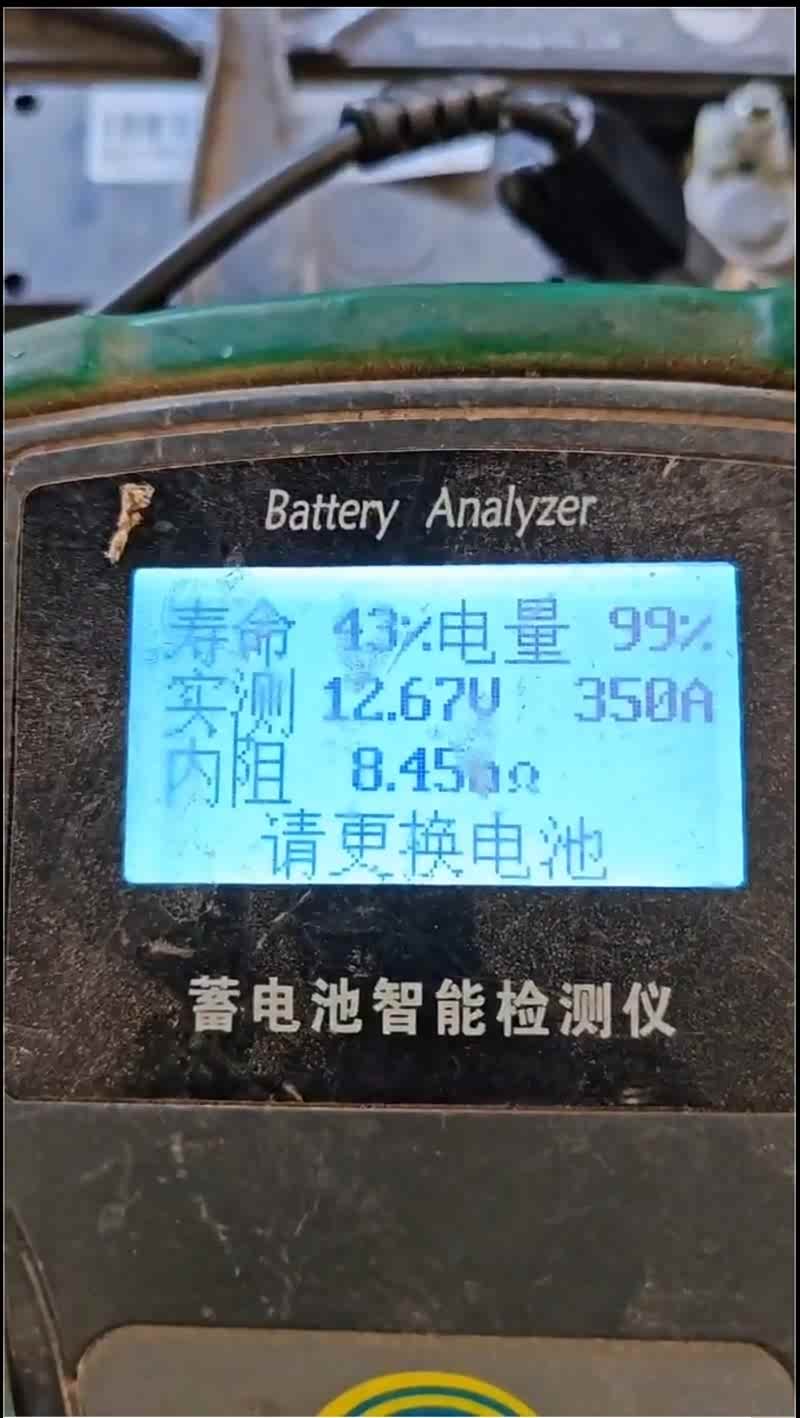 Battery Analyzer
寿命 43% 电量 99%
实测 12.67V 350A
内阻 8.45mΩ
请更换电池
蓄电池智能检测仪